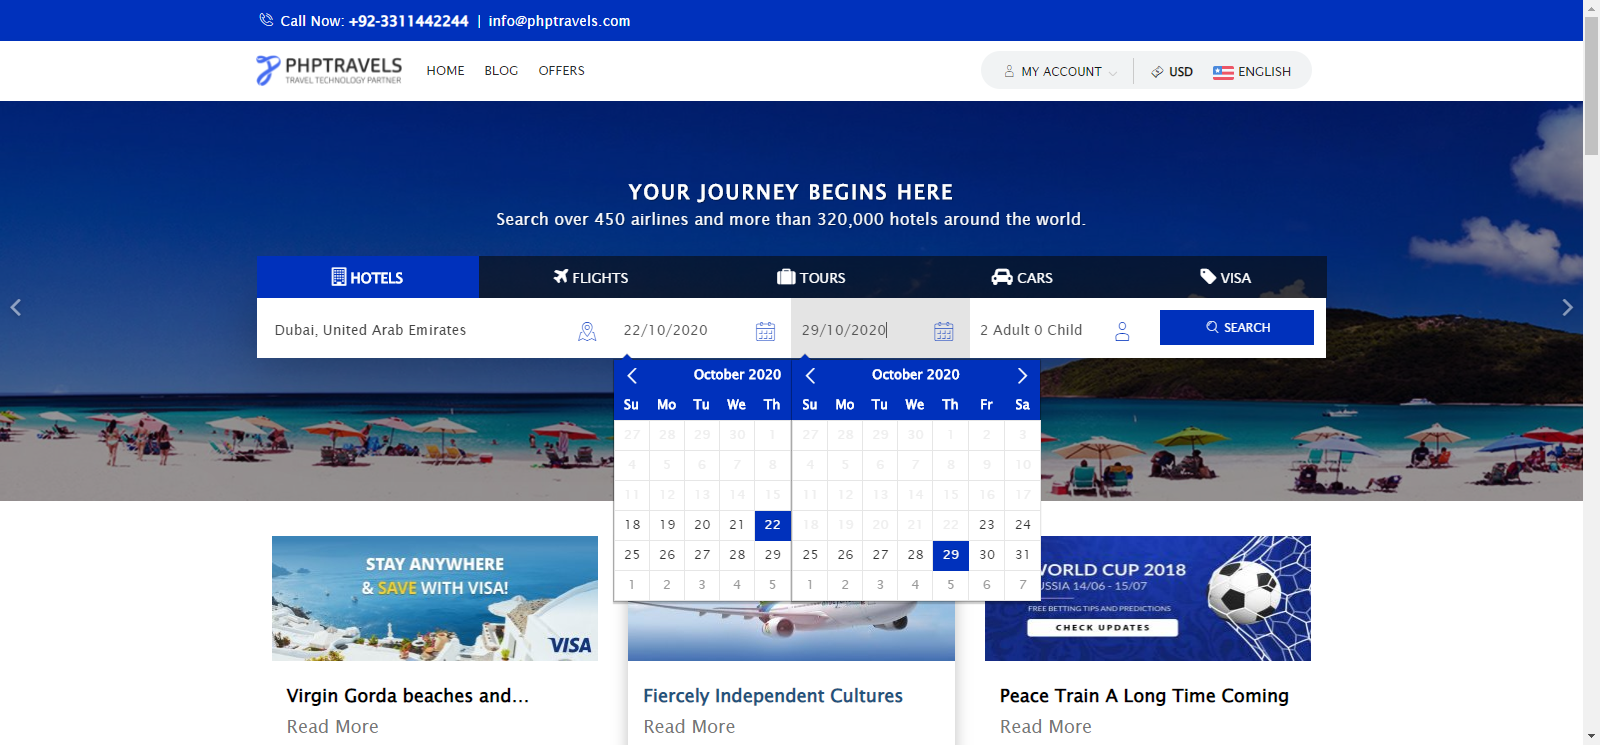 Call Now: +92-3311442244 | info@phptravels.com
PHPTRAVELS
TRAVEL TECHNOLOGY PARTNER
HOME BLOG OFFERS
MY ACCOUNT USD ENGLISH
YOUR JOURNEY BEGINS HERE
Search over 450 airlines and more than 320,000 hotels around the world.
HOTELS FLIGHTS TOURS CARS VISA
Dubai, United Arab Emirates 22/10/2020 29/10/2020 2 Adult 0 Child SEARCH
October 2020 October 2020
Su Mo Tu We Th Su Mo Tu We Th Fr Sa
27 28 29 30 1 27 28 29 30 1 2 3
4 5 6 7 8 4 5 6 7 8 9 10
11 12 13 14 15 11 12 13 14 15 16 17
18 19 20 21 22 18 19 20 21 22 23 24
25 26 27 28 29 25 26 27 28 29 30 31
1 2 3 4 5 1 2 3 4 5 6 7
STAY ANYWHERE
& SAVE WITH VISA!
VISA
WORLD CUP 2018
RUSSIA 14/06 - 15/07
FREE BETTING TIPS AND PREDICTIONS
CHECK UPDATES
Virgin Gorda beaches and...
Read More
Fiercely Independent Cultures
Read More
Peace Train A Long Time Coming
Read More